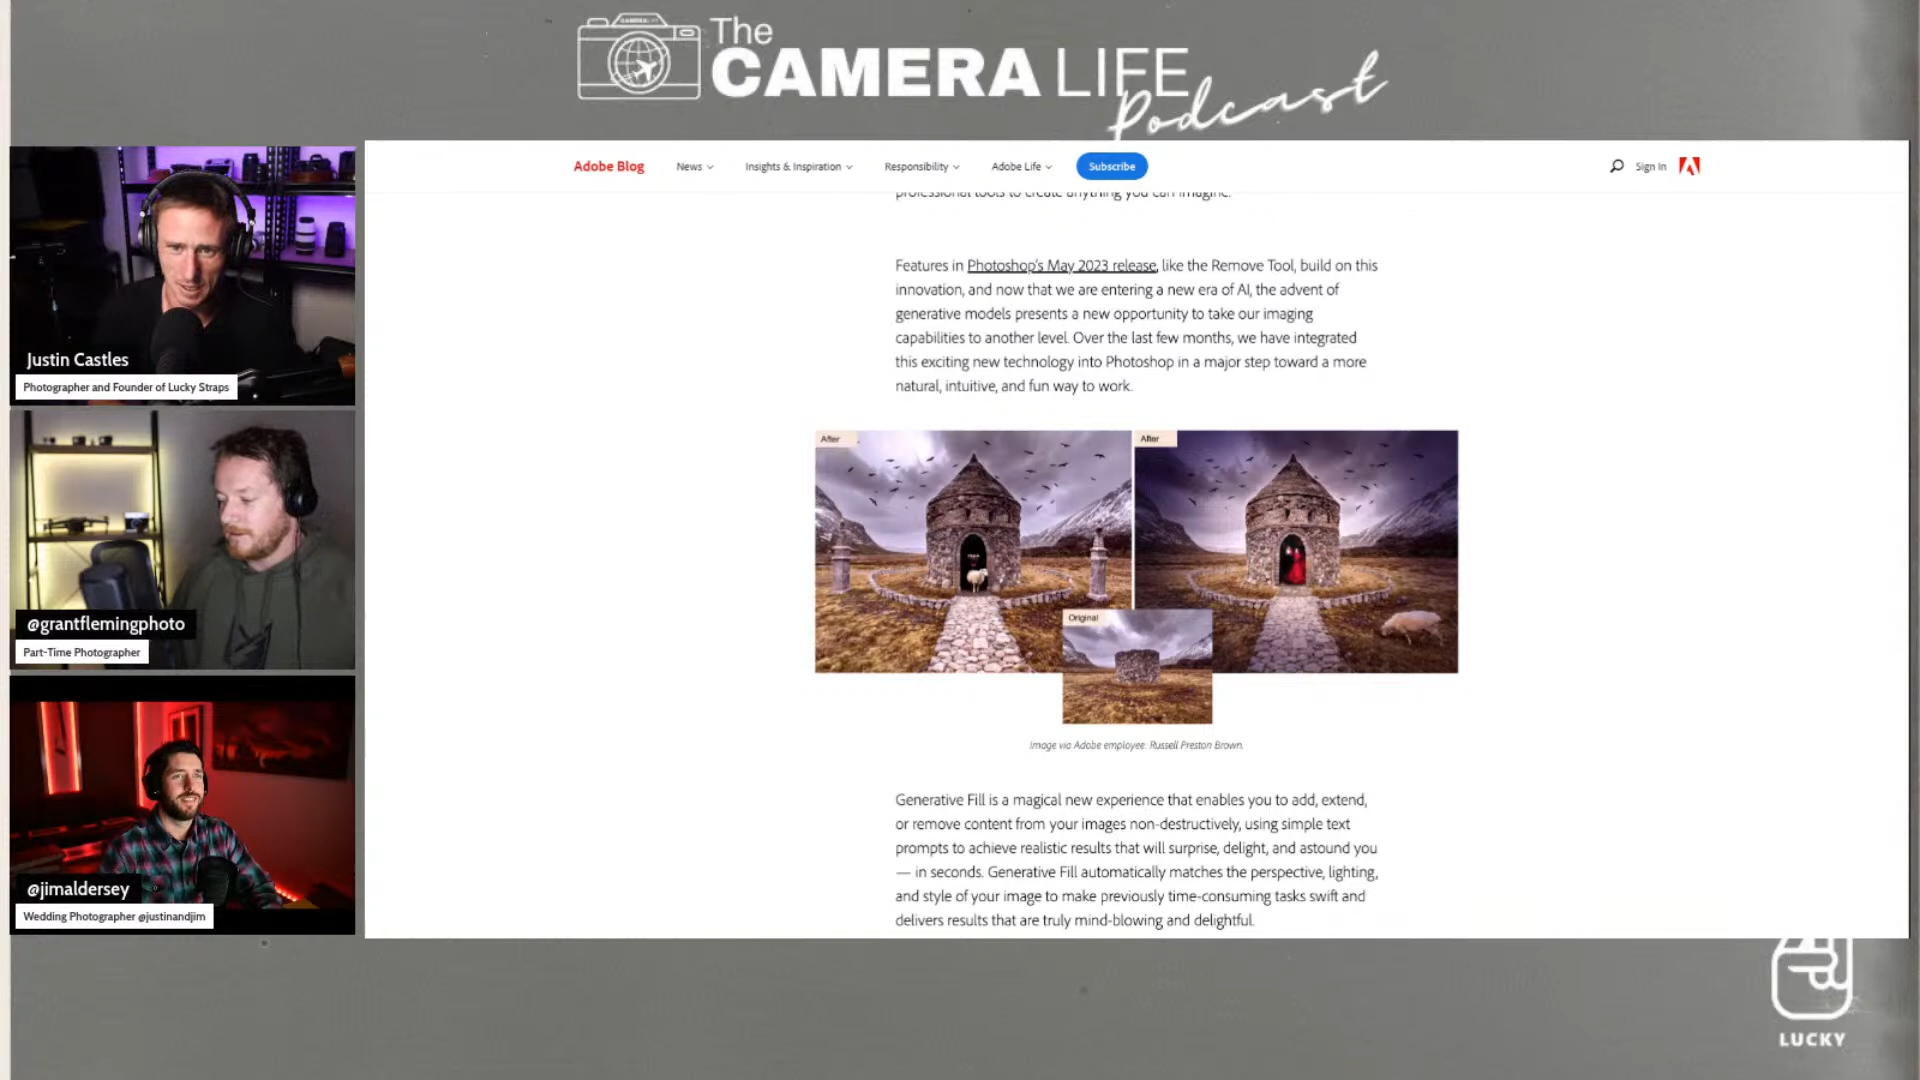 The
CAMERA LIFE
Podcast
Adobe Blog
News
Insights & Inspiration
Responsibility
Adobe Life
Subscribe
Sign In
professional tools to create anything you can imagine.
Features in Photoshop's May 2023 release, like the Remove Tool, build on this
innovation, and now that we are entering a new era of AI, the advent of
generative models presents a new opportunity to take our imaging
capabilities to another level. Over the last few months, we have integrated
this exciting new technology into Photoshop in a major step toward a more
natural, intuitive, and fun way to work.
After
After
Original
Image via Adobe employee: Russell Preston Brown.
Generative Fill is a magical new experience that enables you to add, extend,
or remove content from your images non-destructively, using simple text
prompts to achieve realistic results that will surprise, delight, and astound you
— in seconds. Generative Fill automatically matches the perspective, lighting,
and style of your image to make previously time-consuming tasks swift and
delivers results that are truly mind-blowing and delightful.
Justin Castles
Photographer and Founder of Lucky Straps
@grantflemingphoto
Part-Time Photographer
@jimaldersey
Wedding Photographer @justinandjim
LUCKY